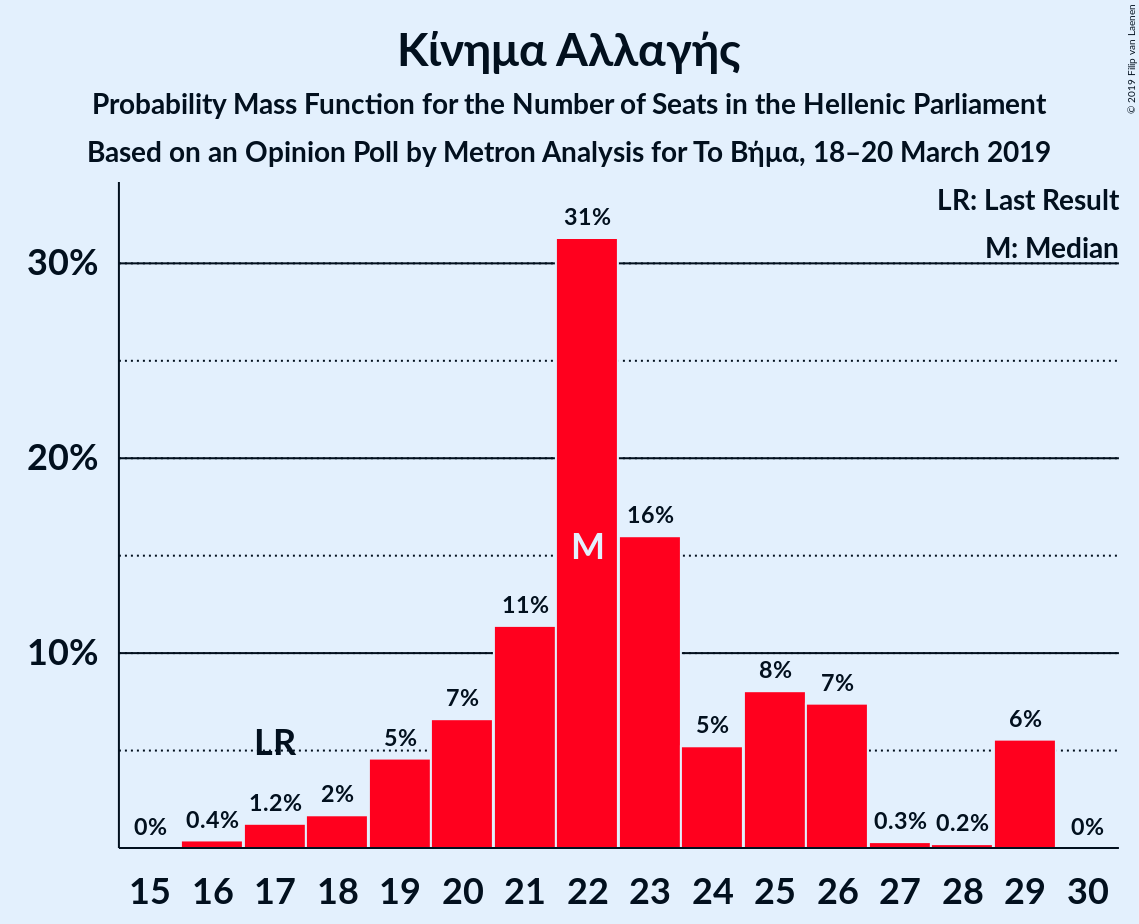 Κίνημα Αλλαγής
Probability Mass Function for the Number of Seats in the Hellenic Parliament
Based on an Opinion Poll by Metron Analysis for Το Βήμα, 18–20 March 2019
© 2019 Filip van Laenen
LR: Last Result
M: Median
30%
20%
10%
0%
0.4%
1.2%
2%
5%
7%
11%
31%
16%
5%
8%
7%
0.3%
0.2%
6%
0%
LR
M
15 16 17 18 19 20 21 22 23 24 25 26 27 28 29 30